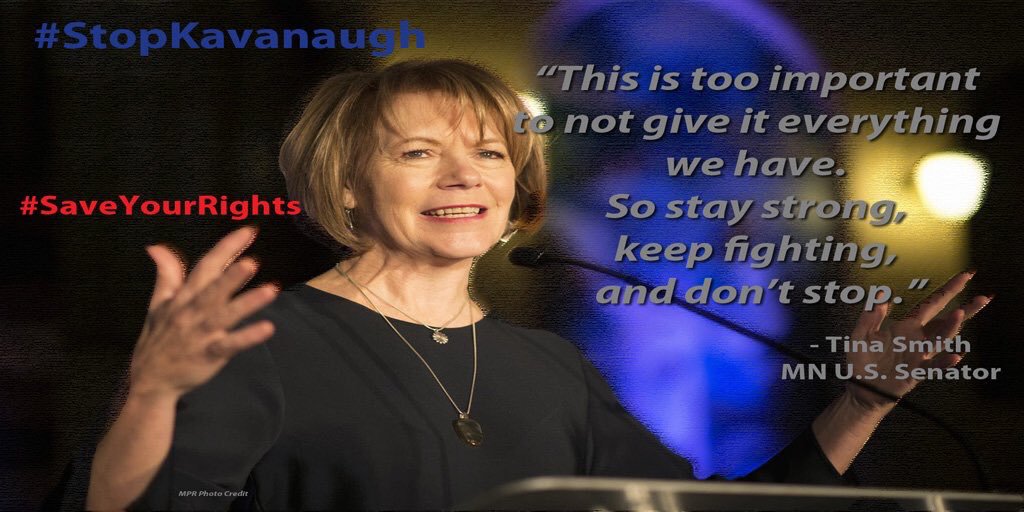 #StopKavanaugh
“This is too important
to not give it everything
we have.
So stay strong,
keep fighting,
and don’t stop.”
#SaveYourRights
- Tina Smith
MN U.S. Senator
MPR Photo Credit